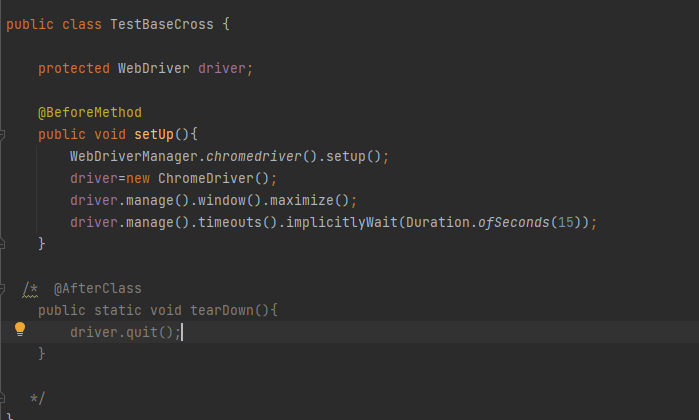 public class TestBaseCross {
protected WebDriver driver;
@BeforeMethod
public void setUp(){
WebDriverManager.chromedriver().setup();
driver=new ChromeDriver();
driver.manage().window().maximize();
driver.manage().timeouts().implicitlyWait(Duration.ofSeconds(15));
}
/*  @AfterClass
public static void tearDown(){
driver.quit();
}
*/
}